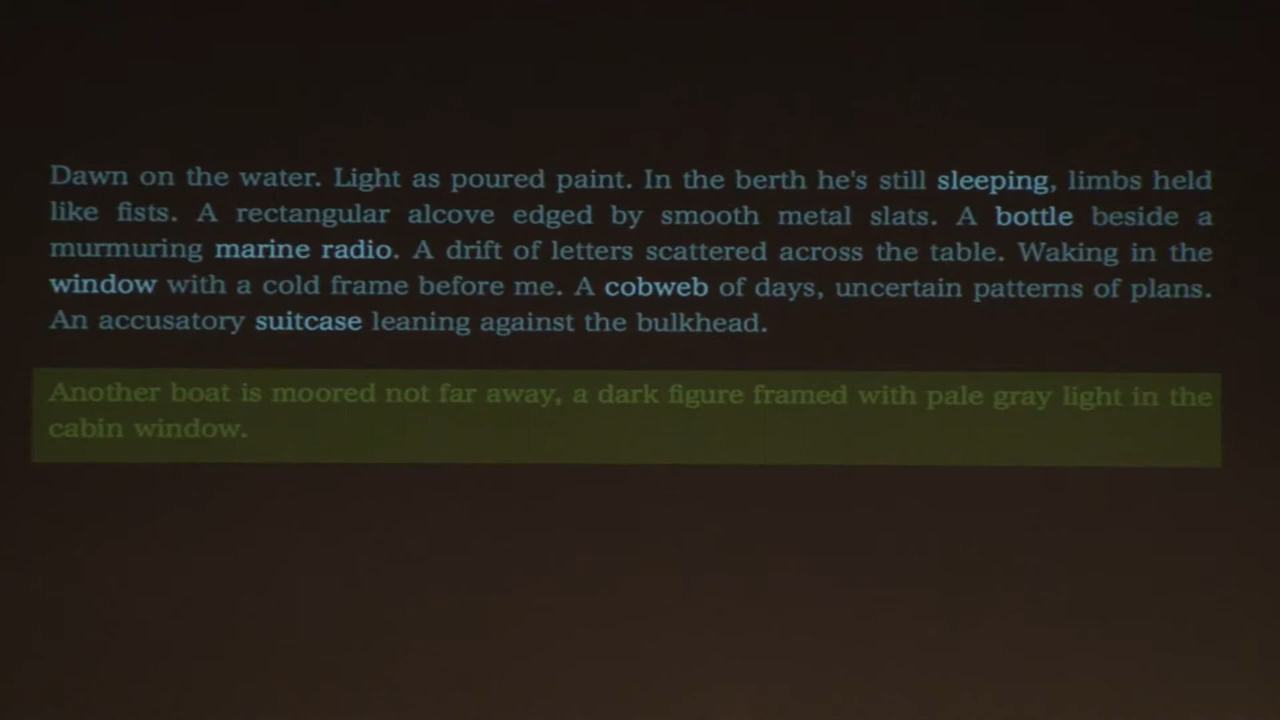 Dawn on the water. Light as poured paint. In the berth he's still sleeping, limbs held
like fists. A rectangular alcove edged by smooth metal slats. A bottle beside a
murmuring marine radio. A drift of letters scattered across the table. Waking in the
window with a cold frame before me. A cobweb of days, uncertain patterns of plans.
An accusatory suitcase leaning against the bulkhead.
Another boat is moored not far away, a dark figure framed with pale gray light in the
cabin window.